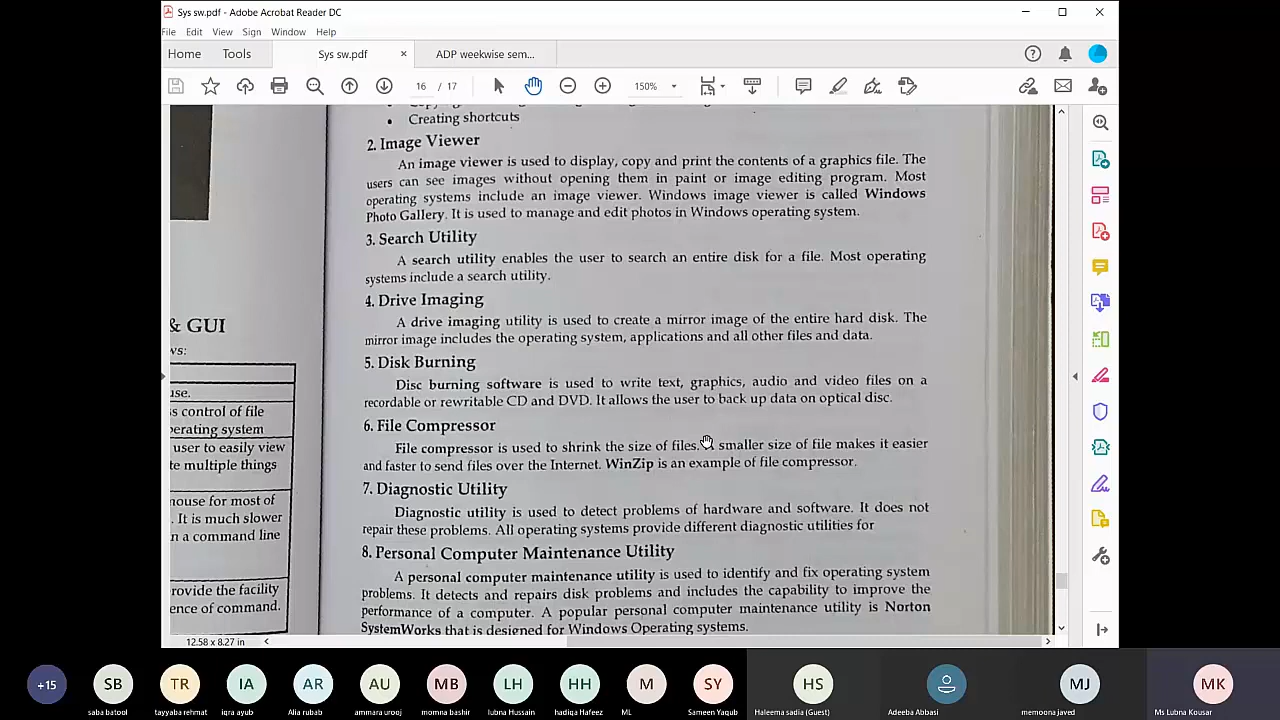 Sys sw.pdf - Adobe Acrobat Reader DC
File Edit View Sign Window Help
Home Tools Sys sw.pdf × ADP weekwise sem...
16 / 17 150%
• Creating shortcuts
2. Image Viewer
An image viewer is used to display, copy and print the contents of a graphics file. The
users can see images without opening them in paint or image editing program. Most
operating systems include an image viewer. Windows image viewer is called Windows
Photo Gallery. It is used to manage and edit photos in Windows operating system.
3. Search Utility
A search utility enables the user to search an entire disk for a file. Most operating
systems include a search utility.
4. Drive Imaging
A drive imaging utility is used to create a mirror image of the entire hard disk. The
mirror image includes the operating system, applications and all other files and data.
5. Disk Burning
Disc burning software is used to write text, graphics, audio and video files on a
recordable or rewritable CD and DVD. It allows the user to back up data on optical disc.
6. File Compressor
File compressor is used to shrink the size of files. smaller size of file makes it easier
and faster to send files over the Internet. WinZip is an example of file compressor.
7. Diagnostic Utility
Diagnostic utility is used to detect problems of hardware and software. It does not
repair these problems. All operating systems provide different diagnostic utilities for
8. Personal Computer Maintenance Utility
A personal computer maintenance utility is used to identify and fix operating system
problems. It detects and repairs disk problems and includes the capability to improve the
performance of a computer. A popular personal computer maintenance utility is Norton
SystemWorks that is designed for Windows Operating systems.
& GUI
ws:
use.
s control of file
perating system
user to easily view
te multiple things
mouse for most of
. It is much slower
n a command line
rovide the facility
ence of command.
12.58 x 8.27 in
+15 SB TR IA AR AU MB LH HH M SY HS MJ MK
saba batool tayyaba rehmat iqra ayub Alia rubab ammara urooj momna bashir lubna Hussain hadiqa Hafeez ML Sameen Yaqub Haleema sadia (Guest) Adeeba Abbasi memoona javed Ms Lubna Kousar